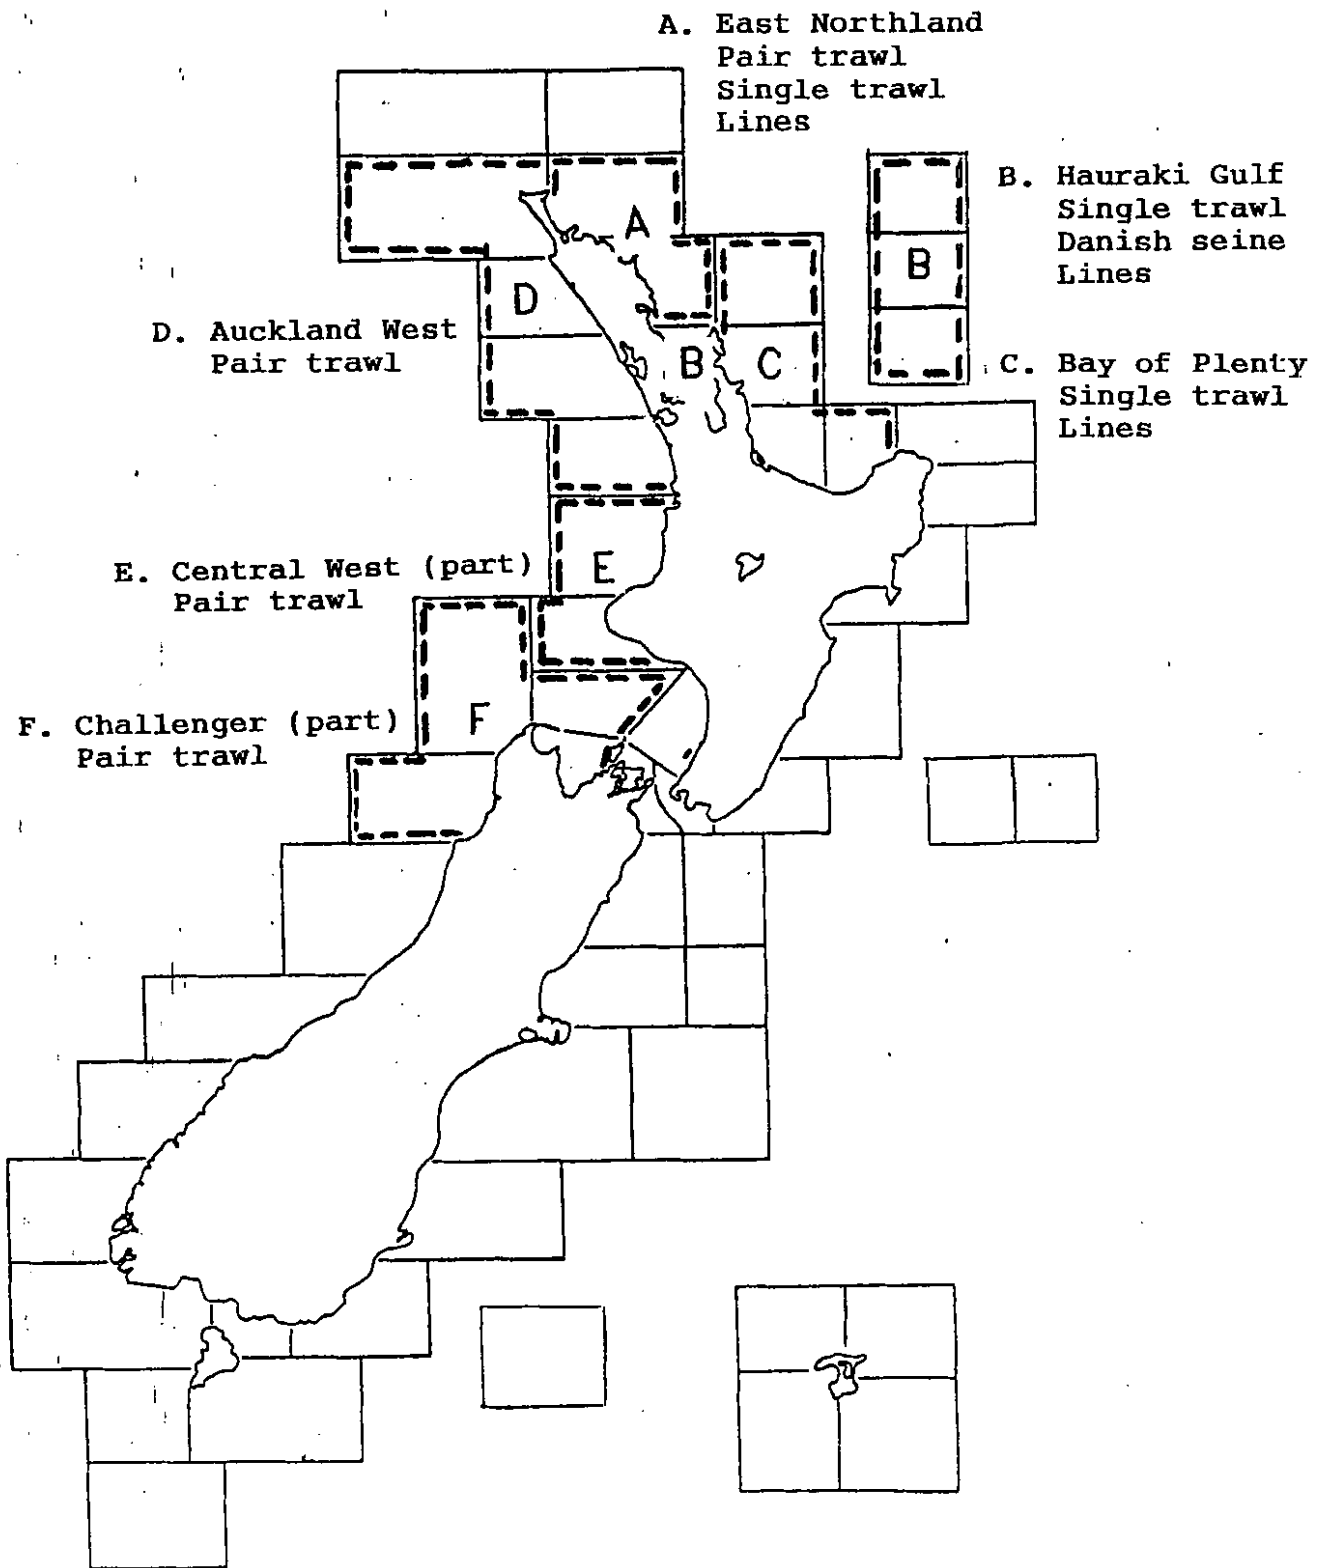 A. East Northland
Pair trawl
Single trawl
Lines
B. Hauraki Gulf
Single trawl
Danish seine
Lines
A
B
D
D. Auckland West
Pair trawl
B
C
C. Bay of Plenty
Single trawl
Lines
E. Central West (part)
Pair trawl
E
F. Challenger (part)
Pair trawl
F